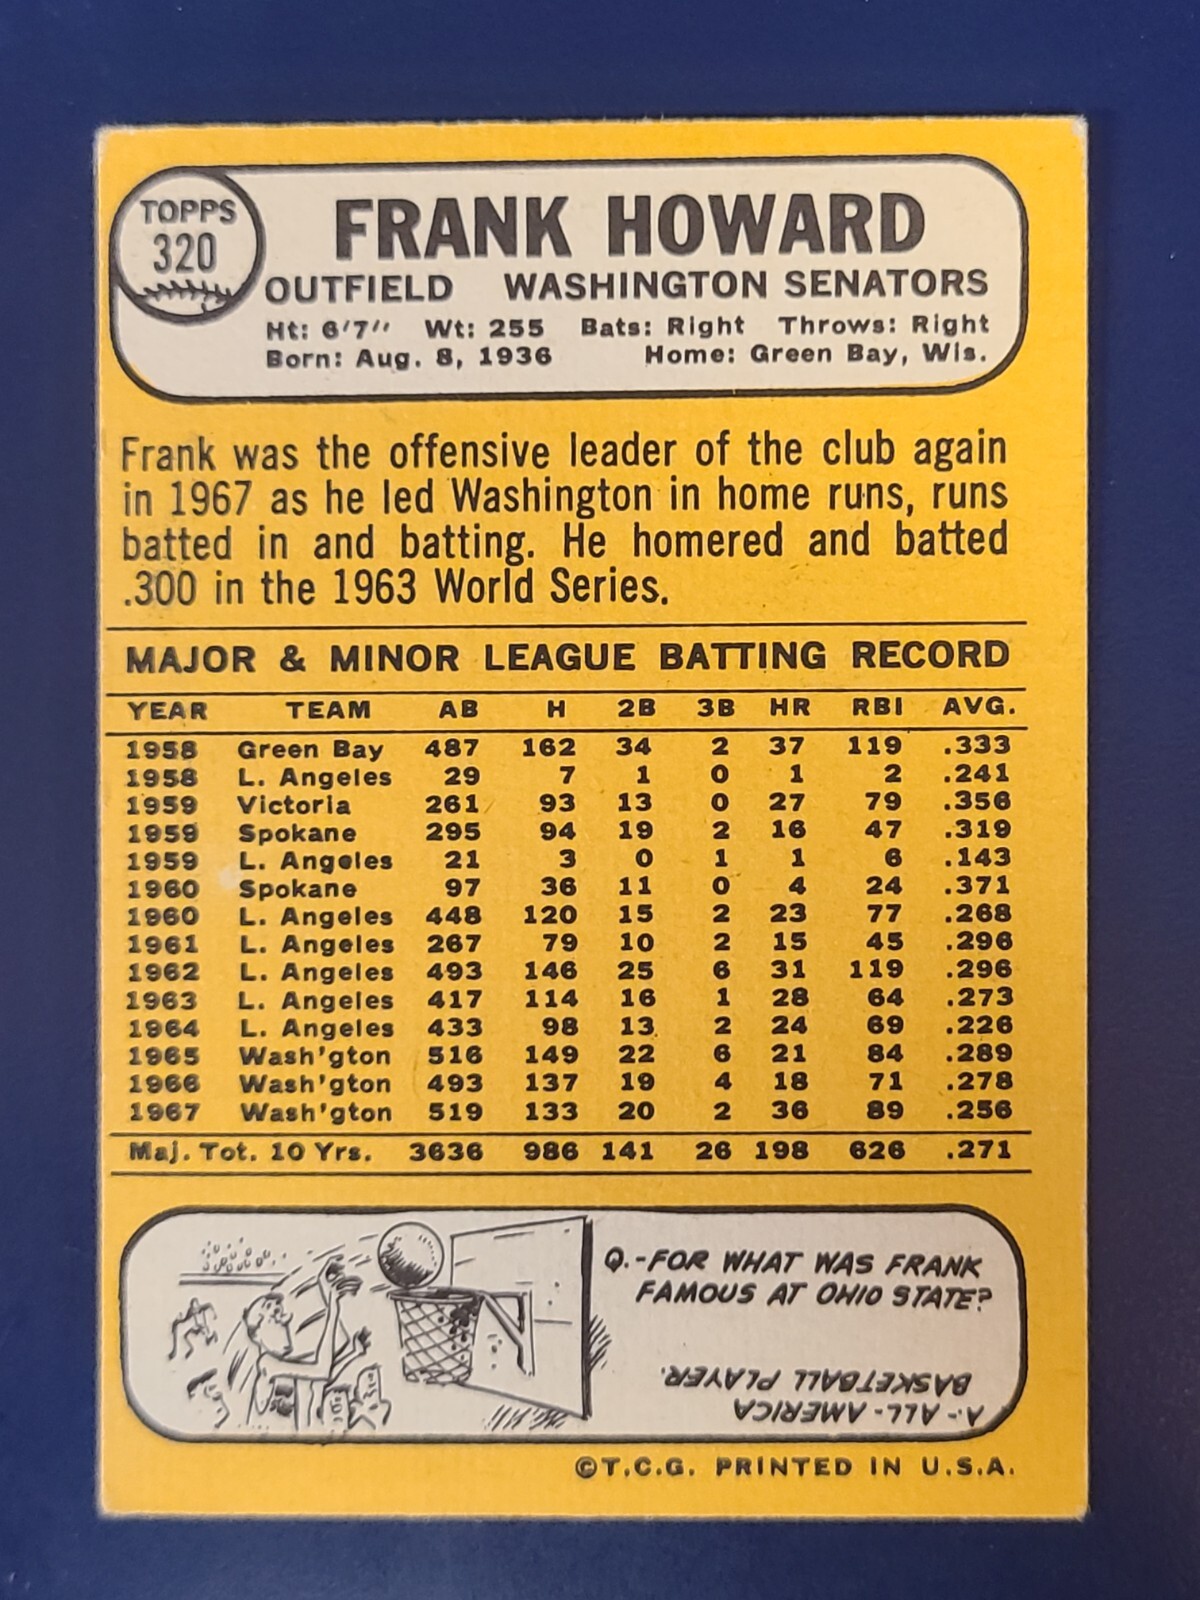 TOPPS
320
FRANK HOWARD
OUTFIELD WASHINGTON SENATORS
Ht: 6'7" Wt: 255 Bats: Right Throws: Right
Born: Aug. 8, 1936 Home: Green Bay, Wis.
Frank was the offensive leader of the club again
in 1967 as he led Washington in home runs, runs
batted in and batting. He homered and batted
.300 in the 1963 World Series.
MAJOR & MINOR LEAGUE BATTING RECORD
YEAR TEAM AB H 2B 3B HR RBI AVG.
1958 Green Bay 487 162 34 2 37 119 .333
1958 L. Angeles 29 7 1 0 1 2 .241
1959 Victoria 261 93 13 0 27 79 .356
1959 Spokane 295 94 19 2 16 47 .319
1959 L. Angeles 21 3 0 1 1 6 .143
1960 Spokane 97 36 11 0 4 24 .371
1960 L. Angeles 448 120 15 2 23 77 .268
1961 L. Angeles 267 79 10 2 15 45 .296
1962 L. Angeles 493 146 25 6 31 119 .296
1963 L. Angeles 417 114 16 1 28 64 .273
1964 L. Angeles 433 98 13 2 24 69 .226
1965 Wash'gton 516 149 22 6 21 84 .289
1966 Wash'gton 493 137 19 4 18 71 .278
1967 Wash'gton 519 133 20 2 36 89 .256
Maj. Tot. 10 Yrs. 3636 986 141 26 198 626 .271
Q.-FOR WHAT WAS FRANK
FAMOUS AT OHIO STATE?
A.-ALL-AMERICA
BASKETBALL PLAYER.
©T.C.G. PRINTED IN U.S.A.